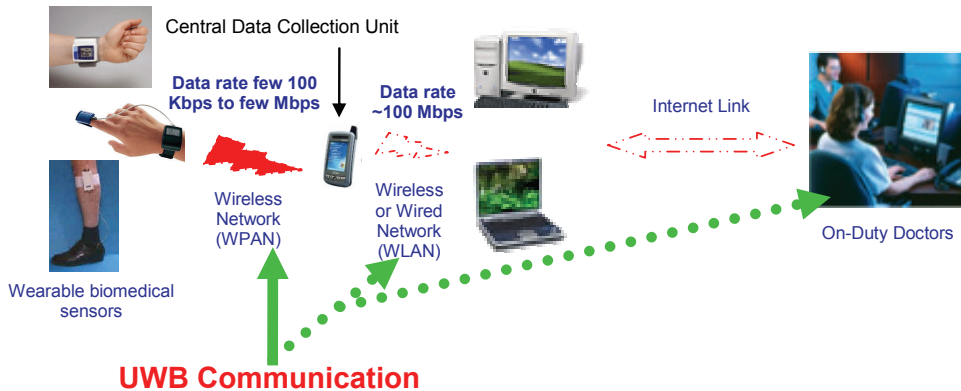 Central Data Collection Unit
Data rate few 100
Kbps to few Mbps
Data rate
~100 Mbps
Internet Link
Wireless
Network
(WPAN)
Wireless
or Wired
Network
(WLAN)
On-Duty Doctors
Wearable biomedical
sensors
UWB Communication